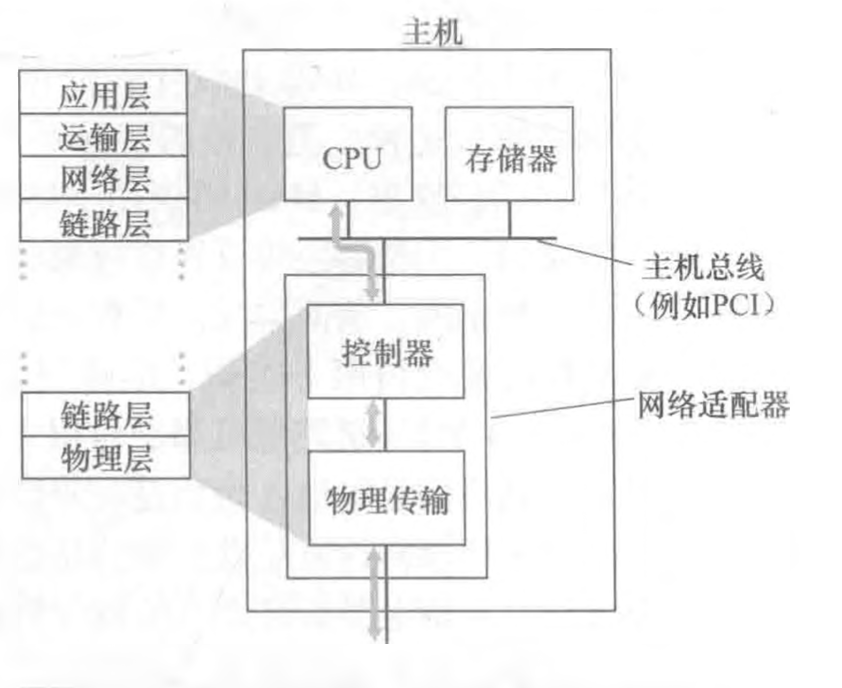 主机
应用层
运输层
网络层
链路层
CPU
存储器
主机总线
（例如PCI）
控制器
网络适配器
链路层
物理层
物理传输